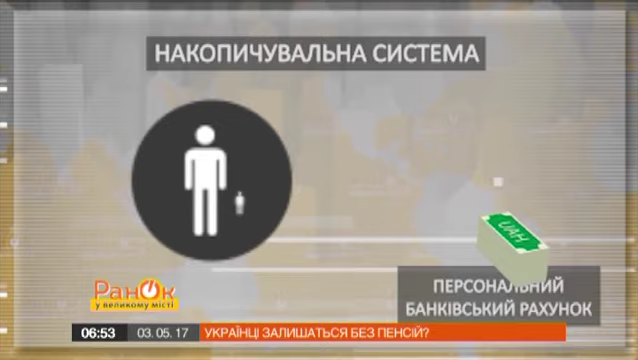 НАКОПИЧУВАЛЬНА СИСТЕМА
UAH
ПЕРСОНАЛЬНИЙ
БАНКІВСЬКИЙ РАХУНОК
РАНОК
у великому місті
06:53 03.05.17 УКРАЇНЦІ ЗАЛИШАТЬСЯ БЕЗ ПЕНСІЙ?